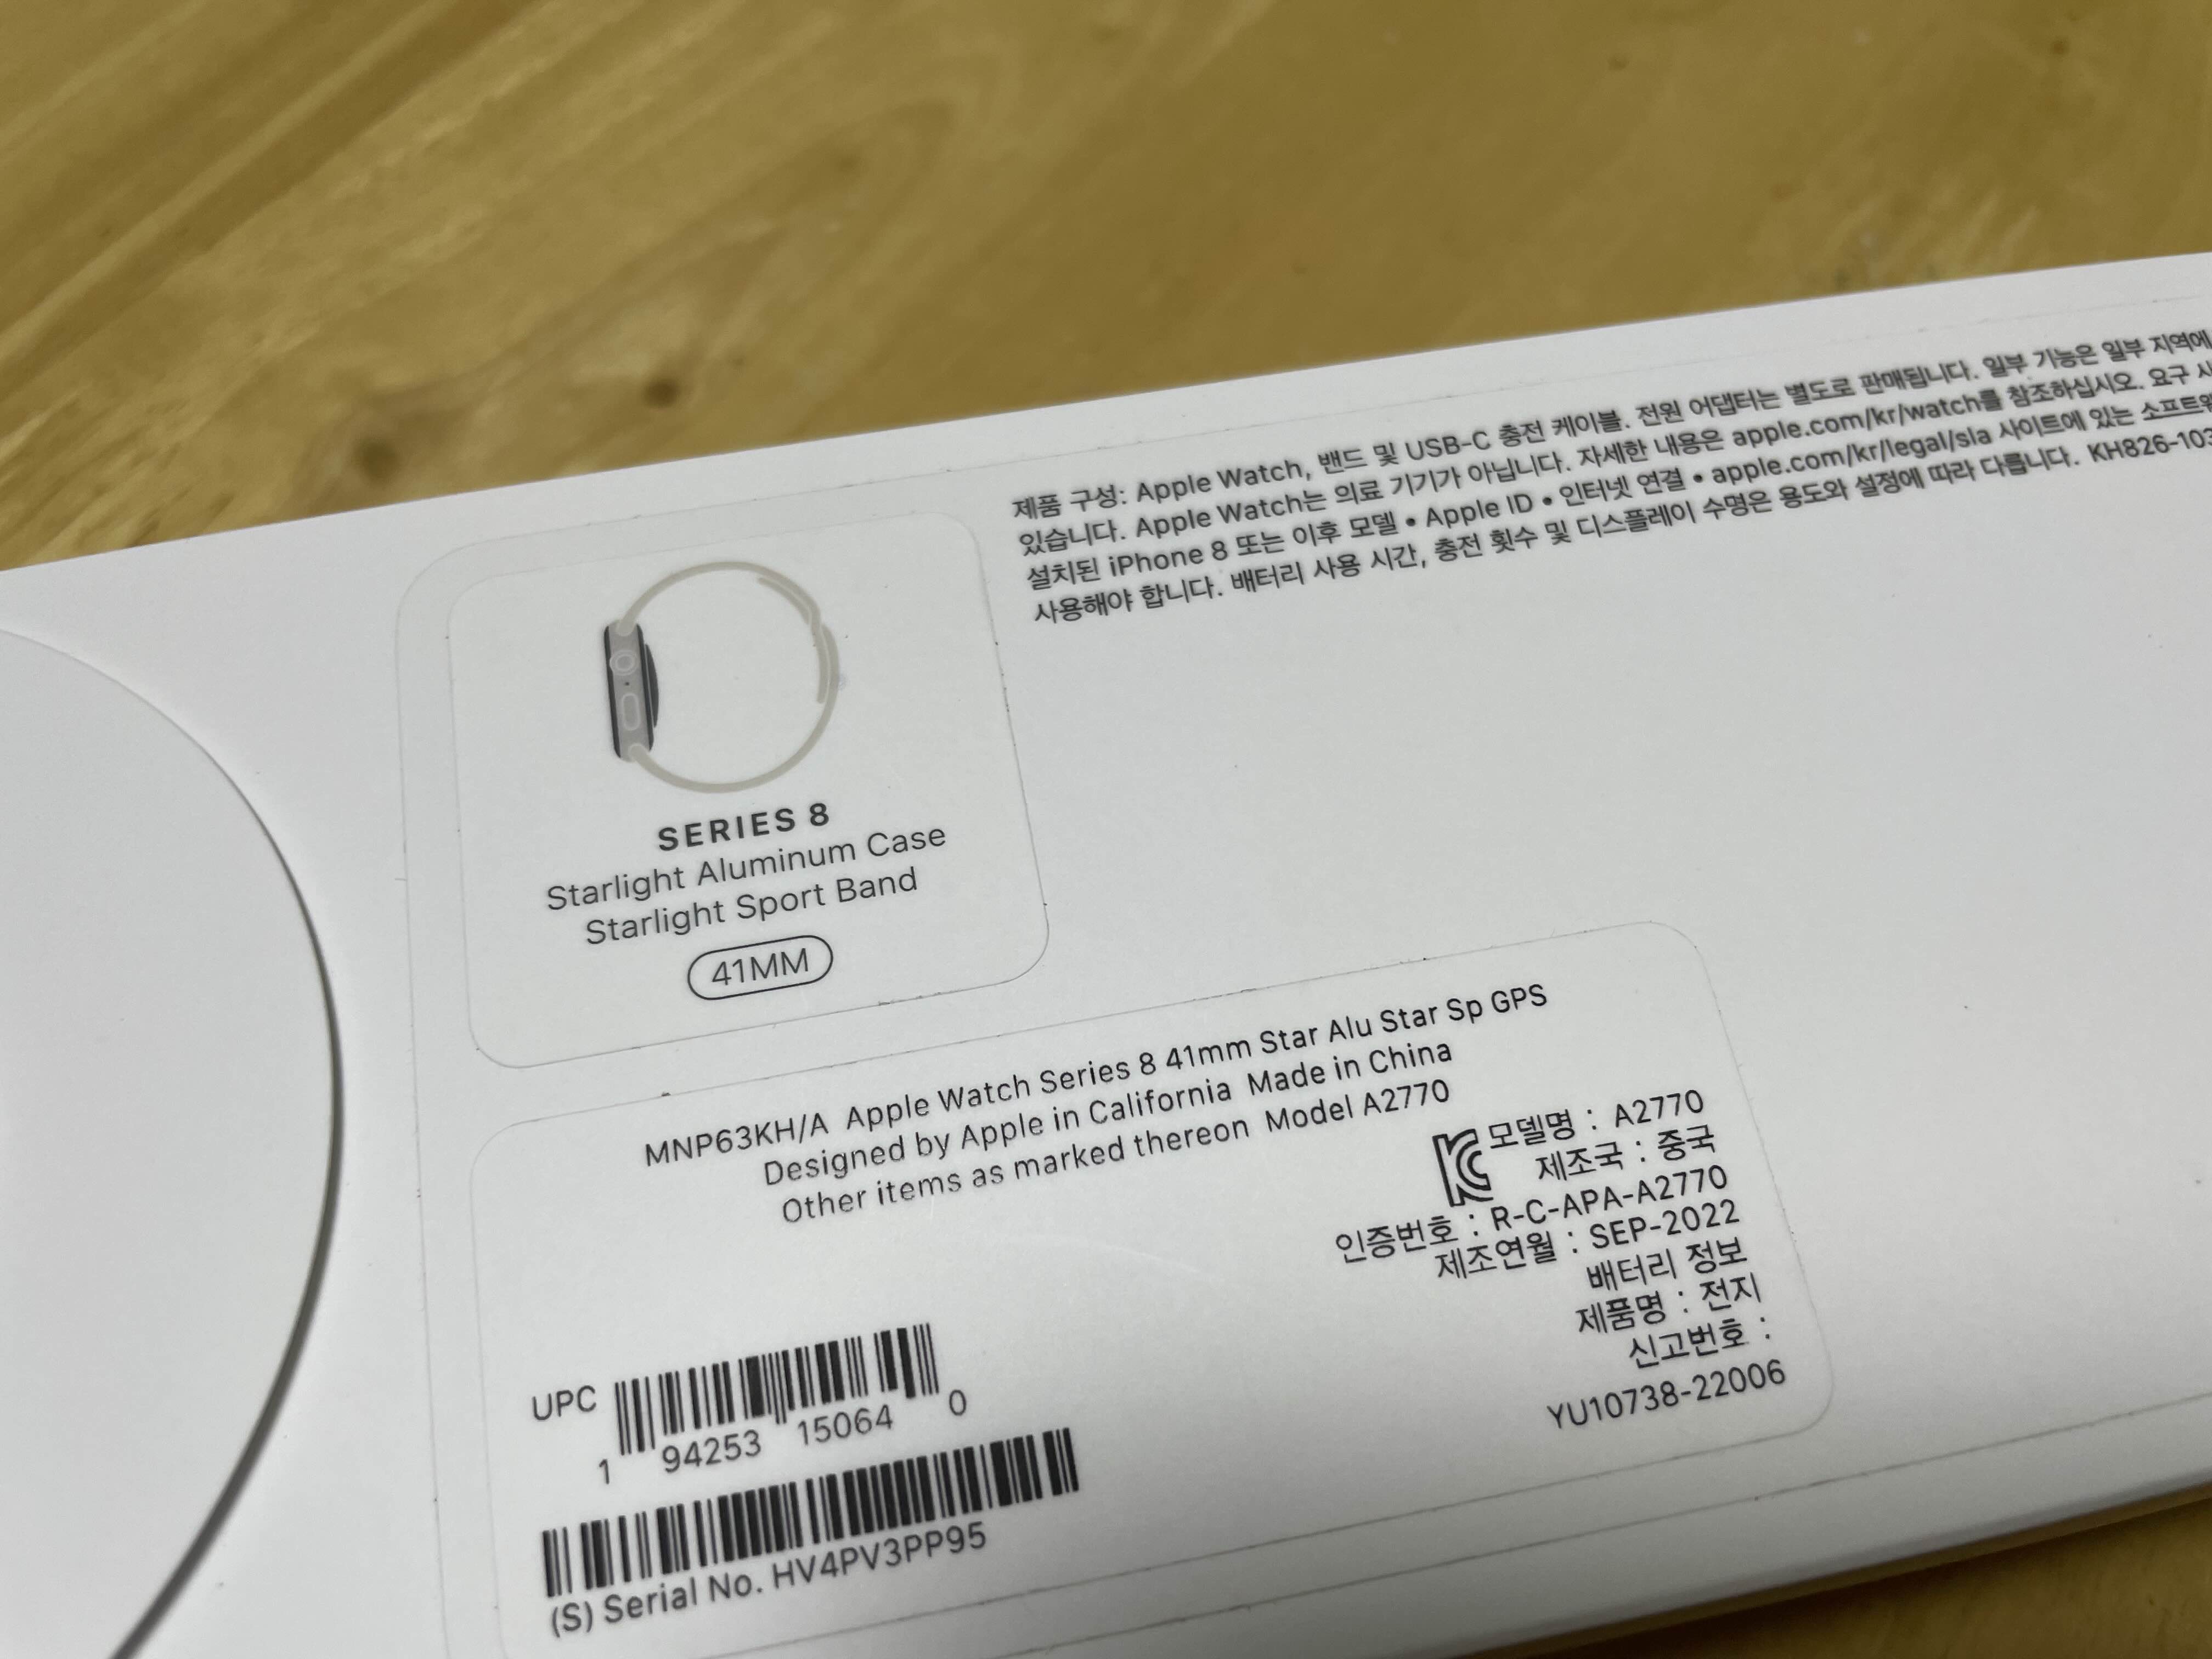 제품 구성: Apple Watch, 밴드 및 USB-C 충전 케이블. 전원 어댑터는 별도로 판매됩니다. 일부 기능은 일부 지역에
있습니다. Apple Watch는 의료 기기가 아닙니다. 자세한 내용은 apple.com/kr/watch를 참조하십시오. 요구
설치된 iPhone 8 또는 이후 모델 • Apple ID • 인터넷 연결 • apple.com/kr/legal/sla 사이트에 있는
사용해야 합니다. 배터리 사용 시간, 충전 횟수 및 디스플레이 수명은 용도와 설정에 따라 다릅니다. KH826-103
SERIES 8
Starlight Aluminum Case
Starlight Sport Band
41MM
MNP63KH/A Apple Watch Series 8 41mm Star Alu Star Sp GPS
Designed by Apple in California Made in China
Other items as marked thereon Model A2770
모델명 : A2770
제조국 : 중국
인증번호 : R-C-APA-A2770
제조연월 : SEP-2022
배터리 정보
제품명 : 전지
신고번호 :
YU10738-22006
UPC
1 94253 15064 0
(S) Serial No. HV4PV3PP95